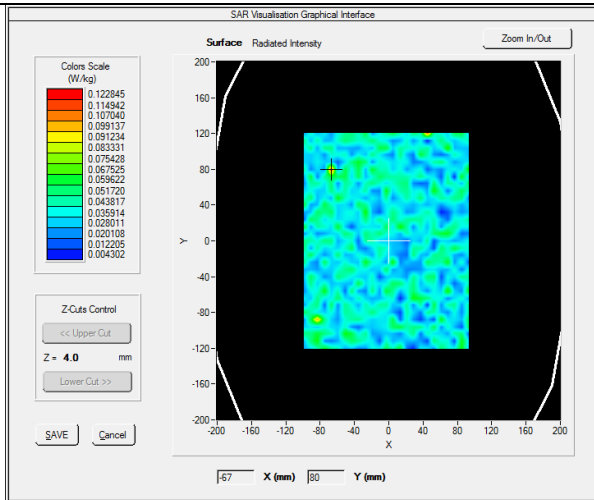 SAR Visualisation Graphical Interface
Surface Radiated Intensity
Zoom In/Out
Colors Scale
(W/kg)
0.122845
0.114942
0.107040
0.099137
0.091234
0.083331
0.075428
0.067525
0.059622
0.051720
0.043817
0.035914
0.028011
0.020108
0.012205
0.004302
Z-Cuts Control
<< Upper Cut
Z = 4.0 mm
Lower Cut >>
SAVE Cancel
200
160
120
80
40
0
-40
-80
-120
-160
-200
Y
-200 -160 -120 -80 -40 0 40 80 120 160 200
X
-67 X (mm) 80 Y (mm)